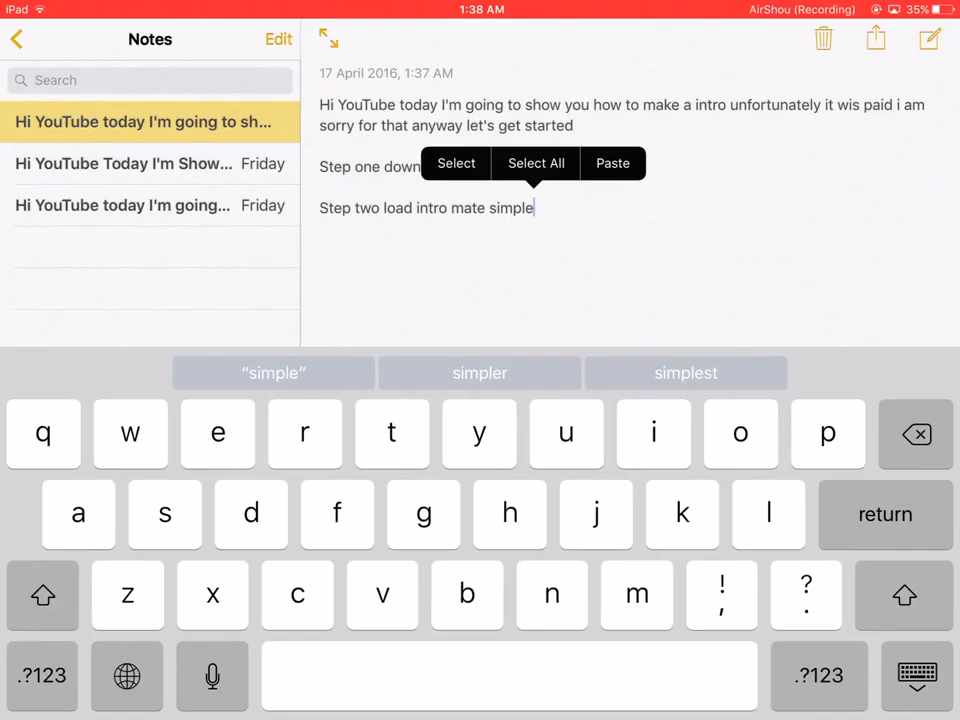 iPad 1:38 AM AirShou (Recording) 35%
Notes Edit
Search
Hi YouTube today I'm going to sh...
Hi YouTube Today I'm Show... Friday
Hi YouTube today I'm going... Friday
17 April 2016, 1:37 AM
Hi YouTube today I'm going to show you how to make a intro unfortunately it wis paid i am
sorry for that anyway let's get started
Step one down
Select Select All Paste
Step two load intro mate simple
“simple“ simpler simplest
q w e r t y u i o p
a s d f g h j k l return
z x c v b n m ! , ? .
.?123 .?123